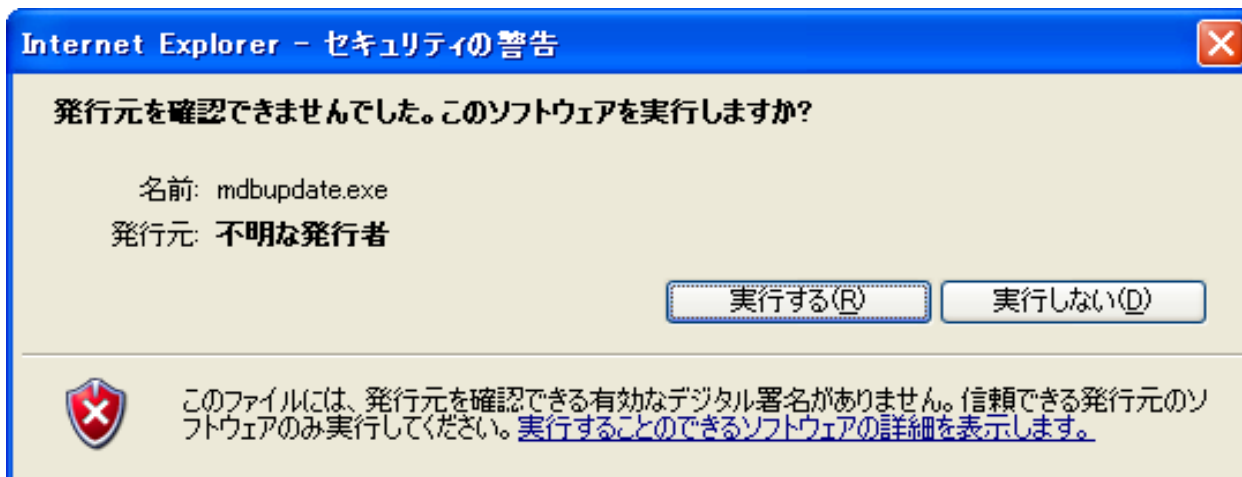 Internet Explorer - セキュリティの警告
発行元を確認できませんでした。このソフトウェアを実行しますか?
名前: mdbupdate.exe
発行元: 不明な発行者
実行する(R) 実行しない(D)
このファイルには、発行元を確認できる有効なデジタル署名がありません。信頼できる発行元のソ
フトウェアのみ実行してください。実行することのできるソフトウェアの詳細を表示します。